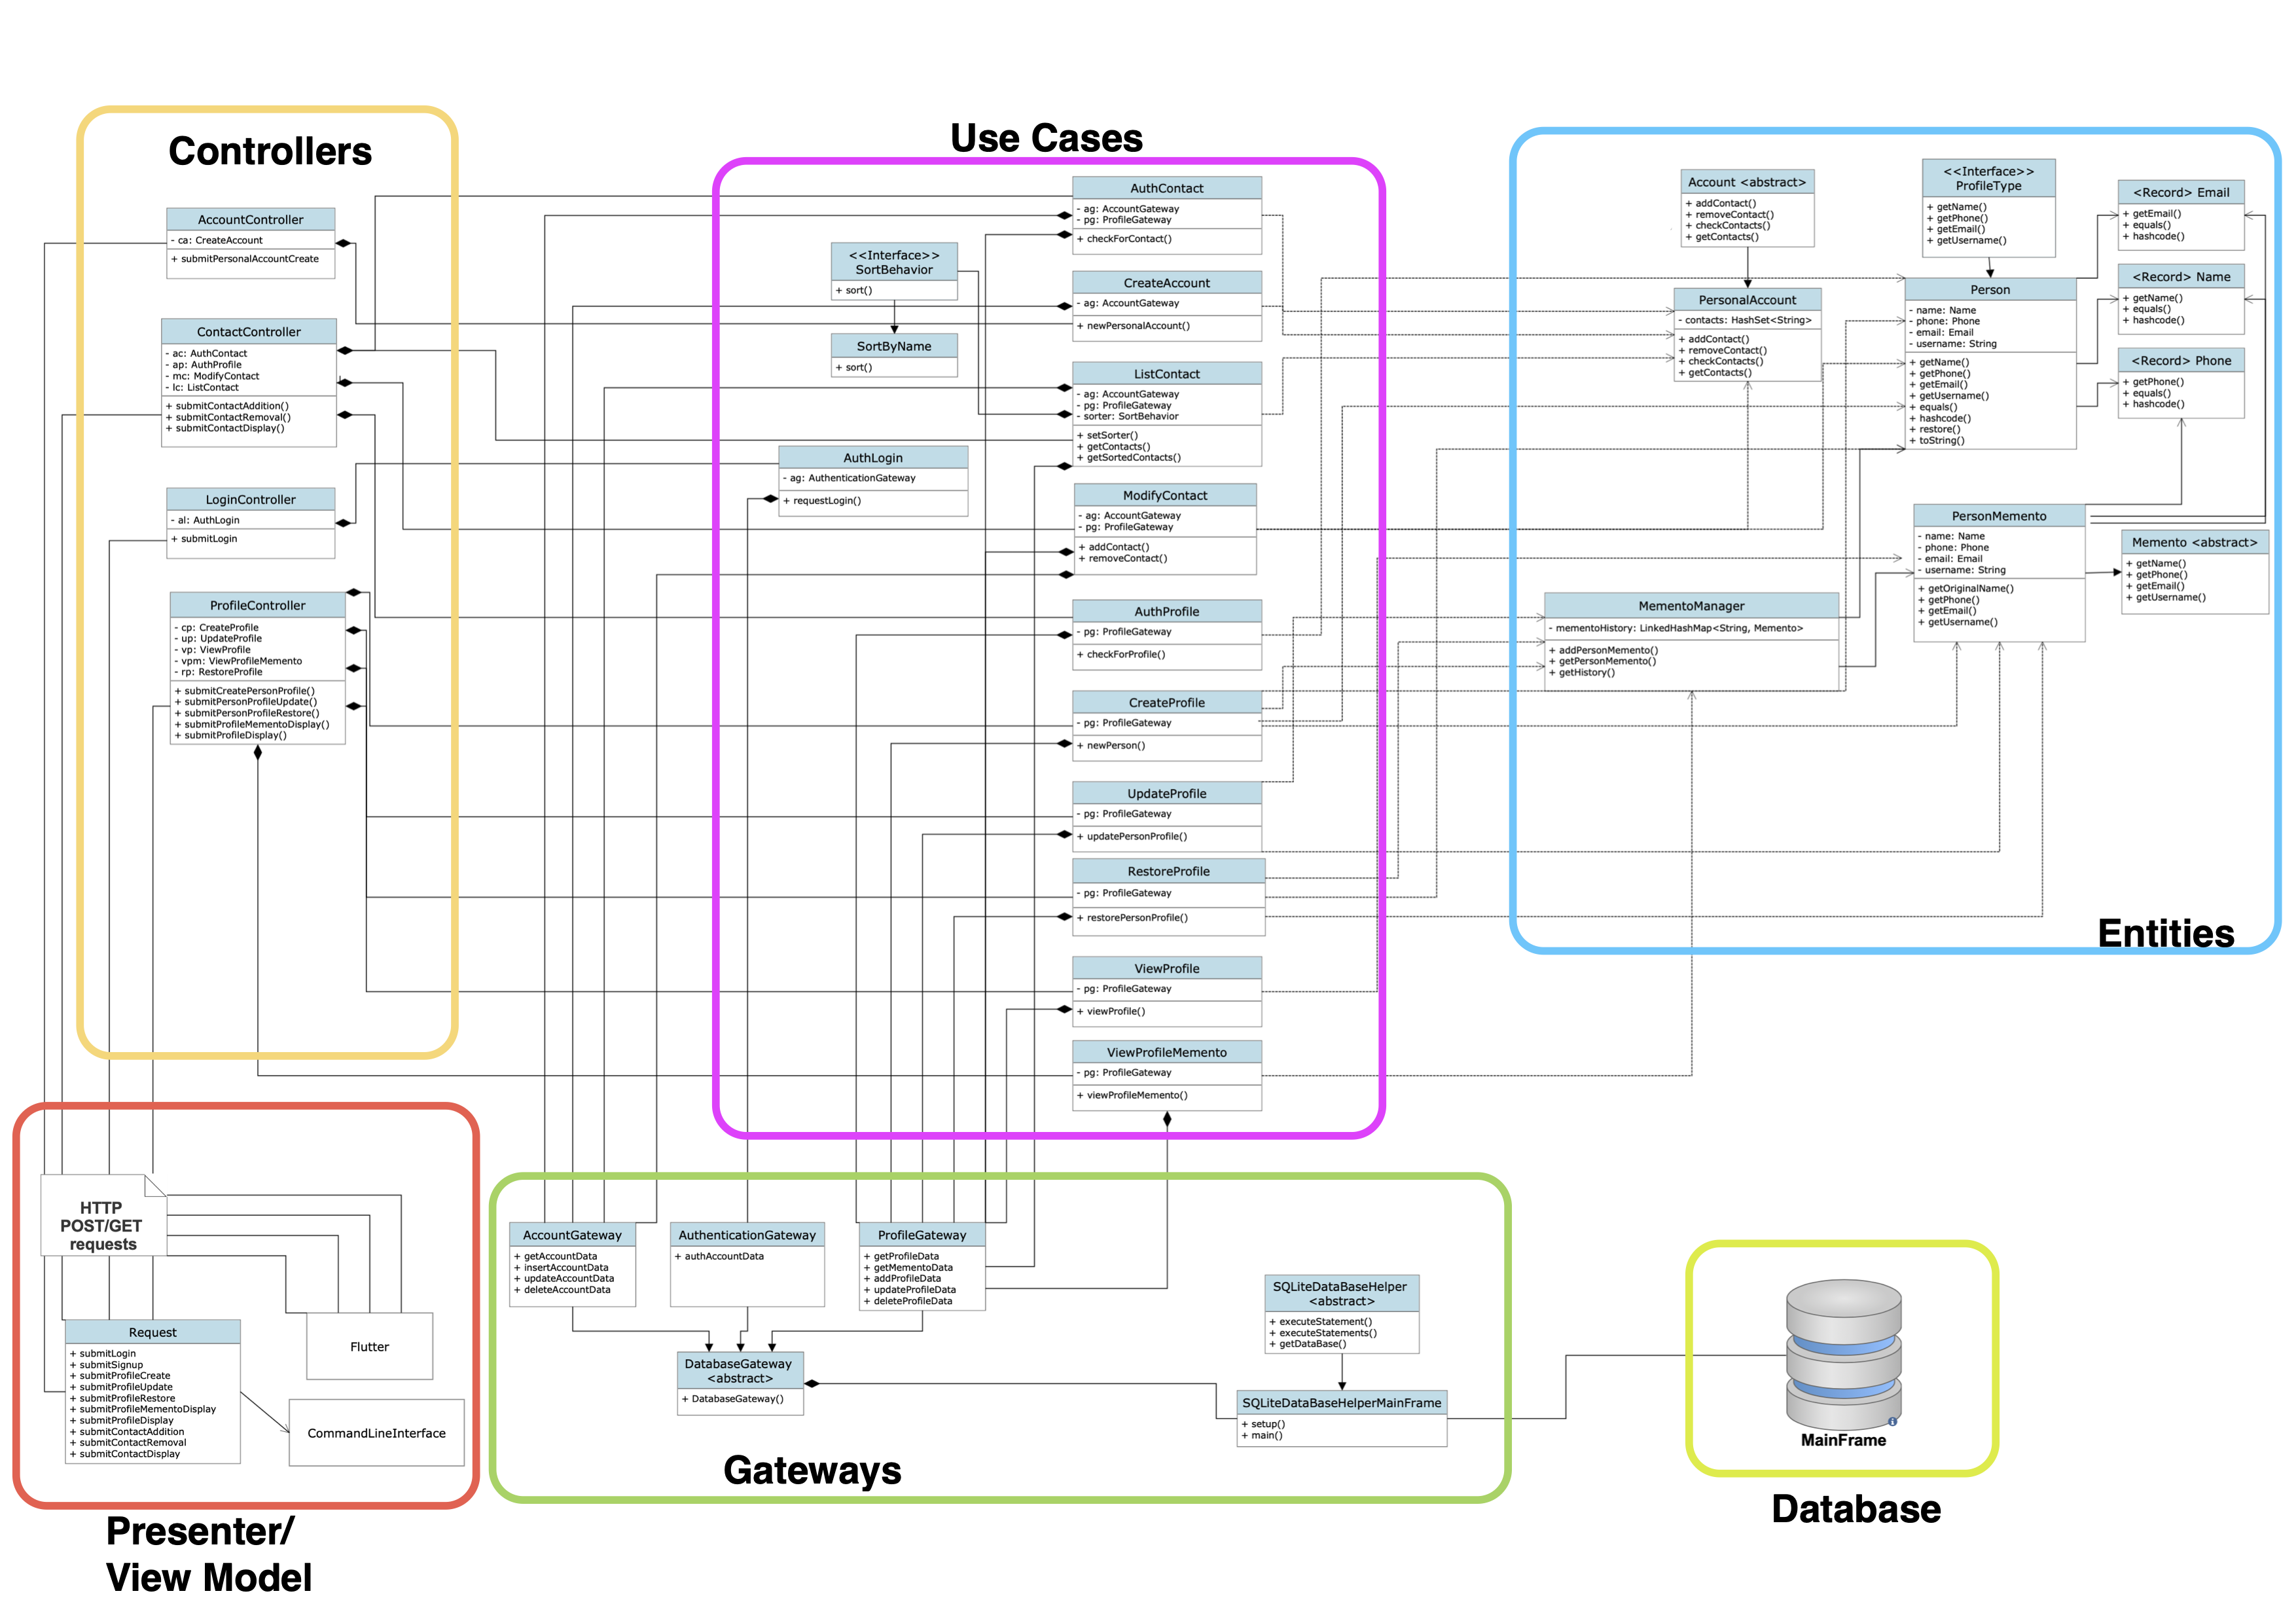 Controllers
AccountController
- ca: CreateAccount
+ submitPersonalAccountCreate
ContactController
- ac: AuthContact
- ap: AuthProfile
- mc: ModifyContact
- lc: ListContact
+ submitContactAddition()
+ submitContactRemoval()
+ submitContactDisplay()
LoginController
- al: AuthLogin
+ submitLogin
ProfileController
- cp: CreateProfile
- up: UpdateProfile
- vp: ViewProfile
- vpm: ViewProfileMemento
- rp: RestoreProfile
+ submitCreatePersonProfile()
+ submitPersonProfileUpdate()
+ submitPersonProfileRestore()
+ submitProfileMementoDisplay()
+ submitProfileDisplay()
Use Cases
<<Interface>>
SortBehavior
+ sort()
SortByName
+ sort()
AuthLogin
- ag: AuthenticationGateway
+ requestLogin()
AuthContact
- ag: AccountGateway
- pg: ProfileGateway
+ checkForContact()
CreateAccount
- ag: AccountGateway
+ newPersonalAccount()
ListContact
- ag: AccountGateway
- pg: ProfileGateway
- sorter: SortBehavior
+ setSorter()
+ getContacts()
+ getSortedContacts()
ModifyContact
- ag: AccountGateway
- pg: ProfileGateway
+ addContact()
+ removeContact()
AuthProfile
- pg: ProfileGateway
+ checkForProfile()
CreateProfile
- pg: ProfileGateway
+ newPerson()
UpdateProfile
- pg: ProfileGateway
+ updatePersonProfile()
RestoreProfile
- pg: ProfileGateway
+ restorePersonProfile()
ViewProfile
- pg: ProfileGateway
+ viewProfile()
ViewProfileMemento
- pg: ProfileGateway
+ viewProfileMemento()
Account <abstract>
+ addContact()
+ removeContact()
+ checkContacts()
+ getContacts()
PersonalAccount
- contacts: HashSet<String>
+ addContact()
+ removeContact()
+ checkContacts()
+ getContacts()
<<Interface>>
ProfileType
+ getName()
+ getPhone()
+ getEmail()
+ getUsername()
Person
- name: Name
- phone: Phone
- email: Email
- username: String
+ getName()
+ getPhone()
+ getEmail()
+ getUsername()
+ equals()
+ hashcode()
+ restore()
+ toString()
<Record> Email
+ getEmail()
+ equals()
+ hashcode()
<Record> Name
+ getName()
+ equals()
+ hashcode()
<Record> Phone
+ getPhone()
+ equals()
+ hashcode()
PersonMemento
- name: Name
- phone: Phone
- email: Email
- username: String
+ getOriginalName()
+ getPhone()
+ getEmail()
+ getUsername()
Memento <abstract>
+ getName()
+ getPhone()
+ getEmail()
+ getUsername()
MementoManager
- mementoHistory: LinkedHashMap<String, Memento>
+ addPersonMemento()
+ getPersonMemento()
+ getHistory()
Entities
HTTP
POST/GET
requests
Request
+ submitLogin
+ submitSignup
+ submitProfileCreate
+ submitProfileUpdate
+ submitProfileRestore
+ submitProfileMementoDisplay
+ submitProfileDisplay
+ submitContactAddition
+ submitContactRemoval
+ submitContactDisplay
Flutter
CommandLineInterface
Presenter/
View Model
AccountGateway
+ getAccountData
+ insertAccountData
+ updateAccountData
+ deleteAccountData
AuthenticationGateway
+ authAccountData
ProfileGateway
+ getProfileData
+ getMementoData
+ addProfileData
+ updateProfileData
+ deleteProfileData
DatabaseGateway
<abstract>
+ DatabaseGateway()
SQLiteDataBaseHelper
<abstract>
+ executeStatement()
+ executeStatements()
+ getDataBase()
SQLiteDataBaseHelperMainFrame
+ setup()
+ main()
Gateways
MainFrame
Database